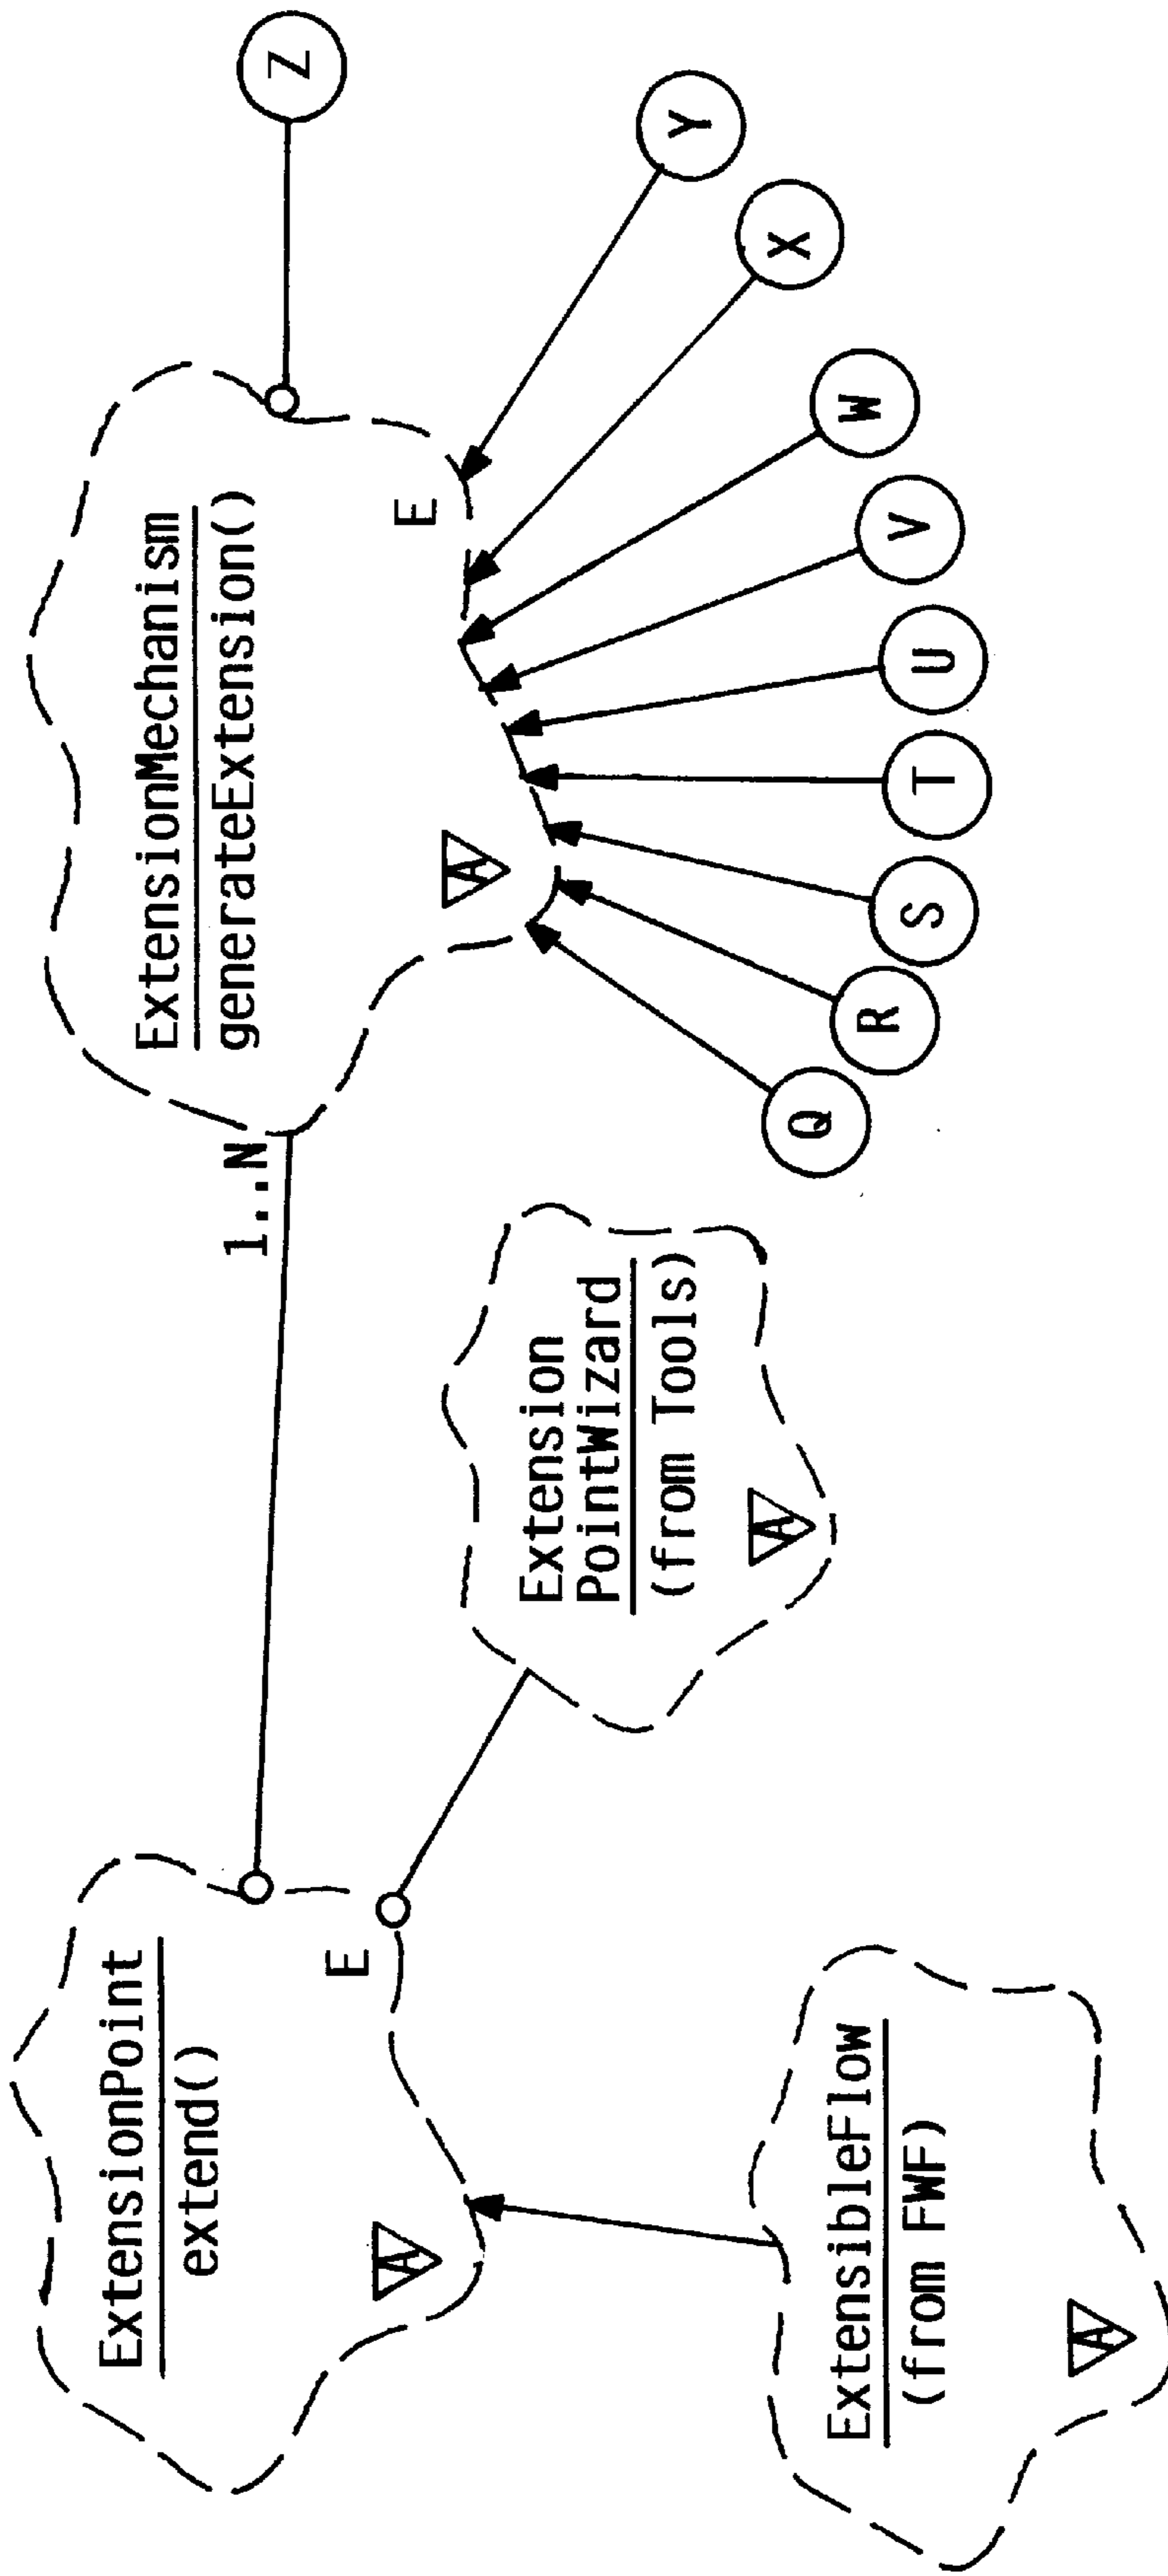 ExtensionPoint
extend()
A
E
1..N
ExtensionMechanism
generateExtension()
A
E
Z
Extension
PointWizard
(from Tools)
A
ExtensibleFlow
(from FWF)
A
Q
R
S
T
U
V
W
X
Y